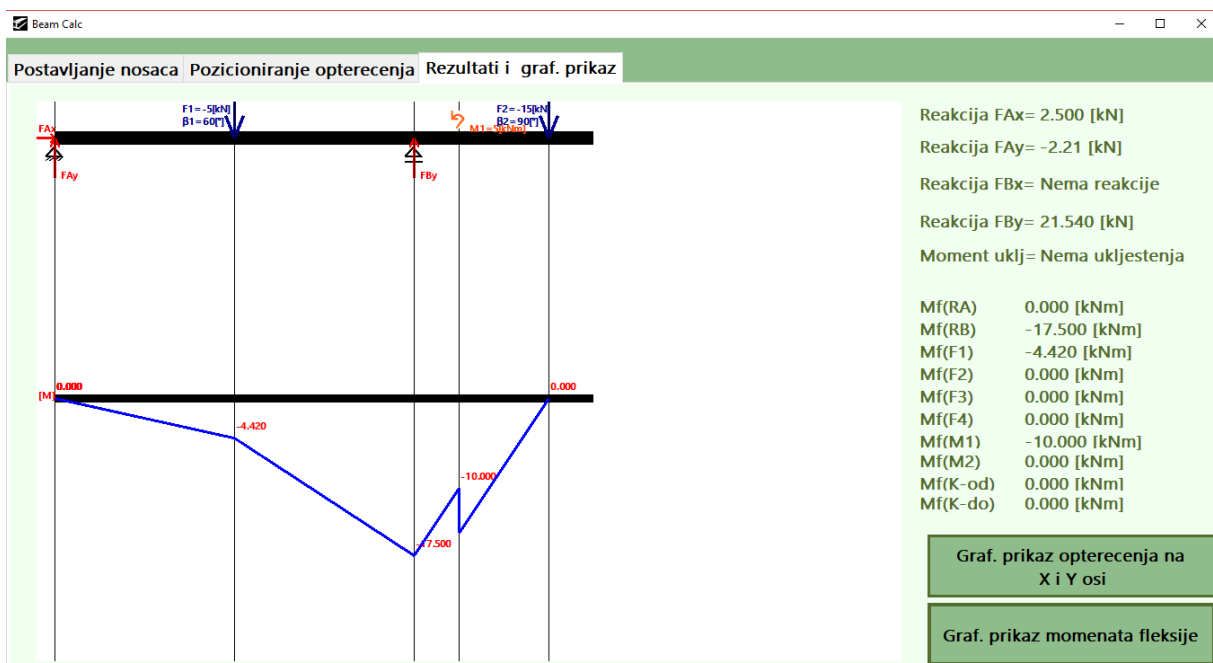 Beam Calc
Postavljanje nosaca Pozicioniranje opterecenja Rezultati i graf. prikaz
F1=-5[kN]
β1=60[°]
F2=-15[kN
β2=90[°]
M1=5[kNm]
FAx
FAy
FBy
[M]
0.000
0.000
-4.420
-10.000
-17.500
Reakcija FAx= 2.500 [kN]
Reakcija FAy= -2.21 [kN]
Reakcija FBx= Nema reakcije
Reakcija FBy= 21.540 [kN]
Moment uklj= Nema ukljestenja
Mf(RA) 0.000 [kNm]
Mf(RB) -17.500 [kNm]
Mf(F1) -4.420 [kNm]
Mf(F2) 0.000 [kNm]
Mf(F3) 0.000 [kNm]
Mf(F4) 0.000 [kNm]
Mf(M1) -10.000 [kNm]
Mf(M2) 0.000 [kNm]
Mf(K-od) 0.000 [kNm]
Mf(K-do) 0.000 [kNm]
Graf. prikaz opterecenja na
X i Y osi
Graf. prikaz momenata fleksije